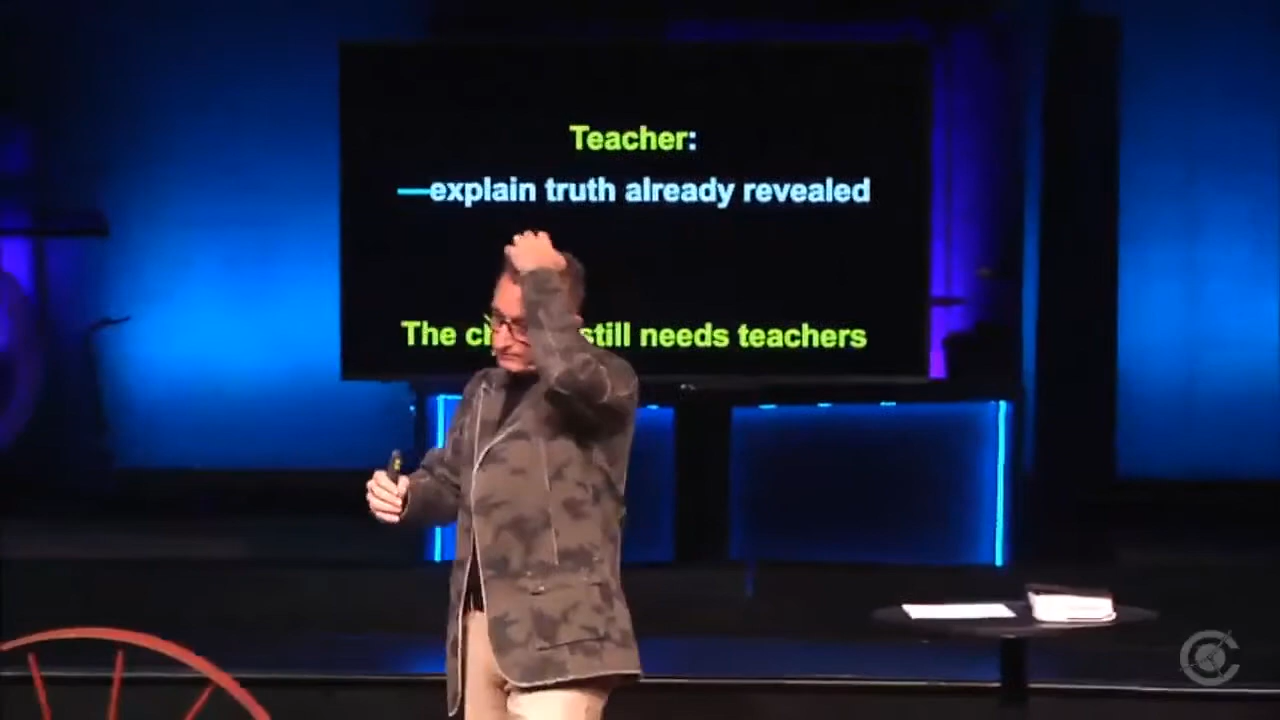 Teacher:
—explain truth already revealed
The still needs teachers